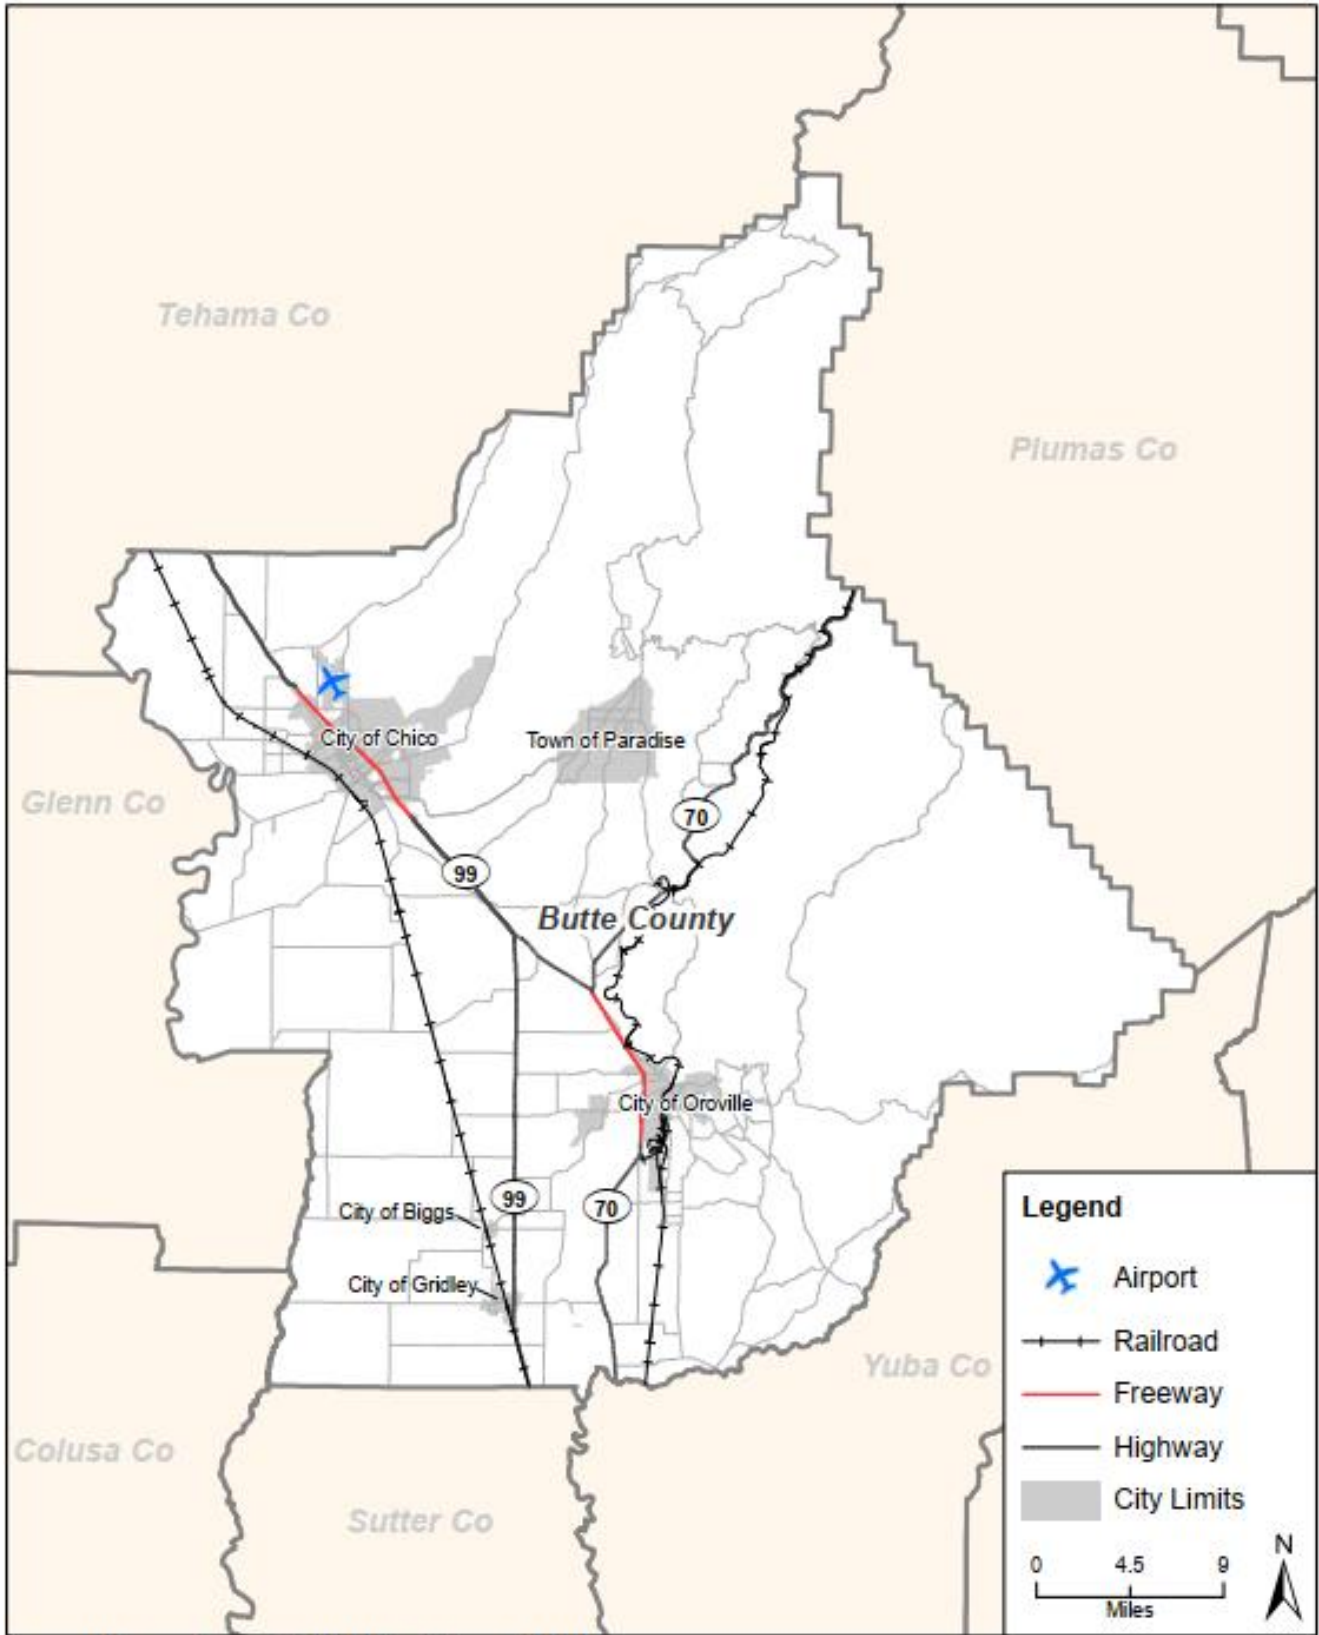 Tehama Co
Plumas Co
City of Chico
Town of Paradise
Glenn Co
70
99
Butte County
City of Oroville
99
70
City of Biggs
City of Gridley
Yuba Co
Colusa Co
Sutter Co
Legend
Airport
Railroad
Freeway
Highway
City Limits
N
0 4.5 9
Miles